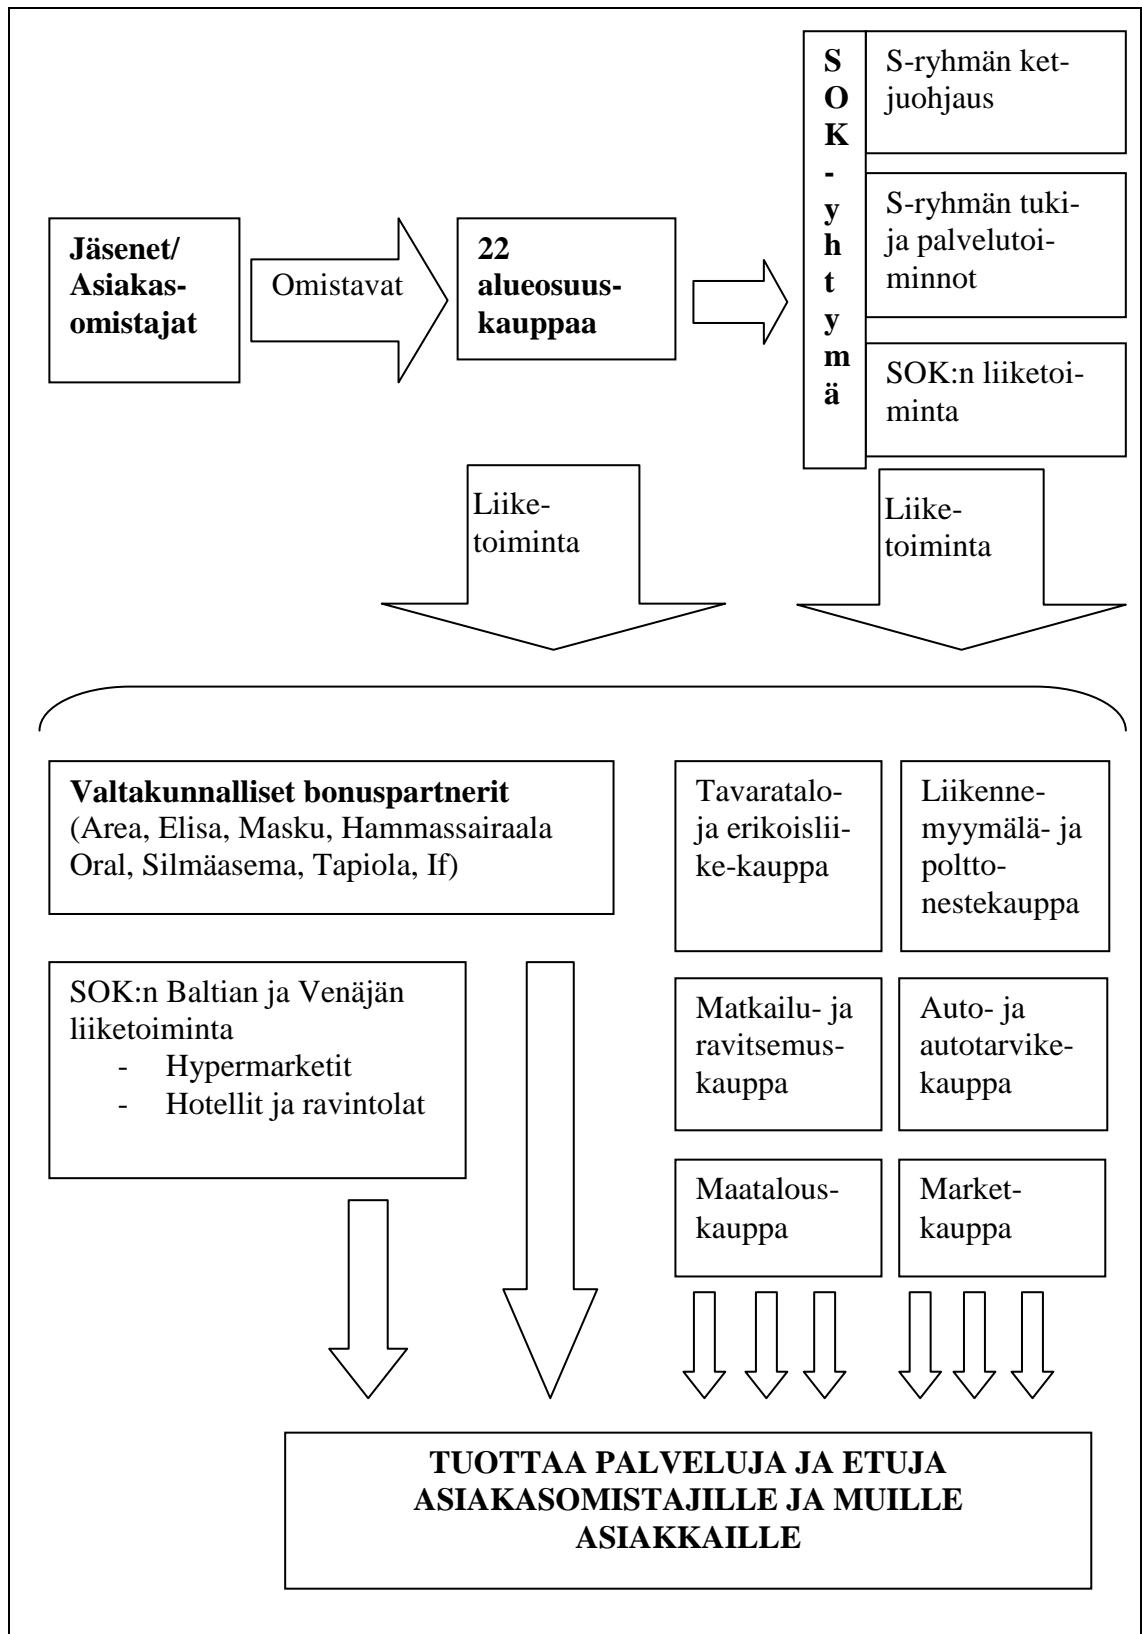 Jäsenet/
Asiakas-
omistajat
Omistavat
22
alueosuus-
kauppaa
S
O
K
-
y
h
t
y
m
ä
S-ryhmän ket-
juohjaus
S-ryhmän tuki-
ja palvelutoi-
minnot
SOK:n liiketoi-
minta
Liike-
toiminta
Liike-
toiminta
Valtakunnalliset bonuspartnerit
(Area, Elisa, Masku, Hammassairaala
Oral, Silmäasema, Tapiola, If)
Tavaratalo-
ja erikoislii-
ke-kauppa
Liikenne-
myymälä- ja
poltto-
nestekauppa
SOK:n Baltian ja Venäjän
liiketoiminta
- Hypermarketit
- Hotellit ja ravintolat
Matkailu- ja
ravitsemus-
kauppa
Auto- ja
autotarvike-
kauppa
Maatalous-
kauppa
Market-
kauppa
TUOTTAA PALVELUJA JA ETUJA
ASIAKASOMISTAJILLE JA MUILLE
ASIAKKAILLE